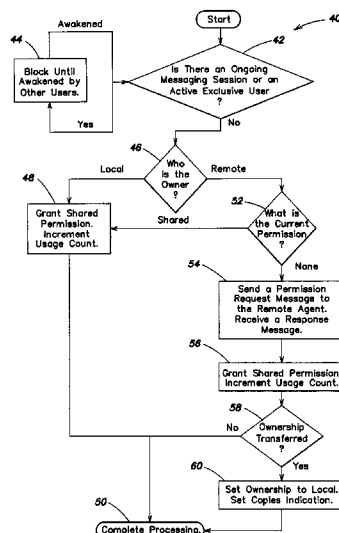 Start
40
42
Is There an Ongoing
Messaging Session or an
Active Exclusive User
?
44
Awakened
Block Until
Awakened by
Other Users.
Yes
No
46
Who
is the
Owner
?
Local
Remote
48
Grant Shared
Permission.
Increment
Usage Count.
52
What is
the Current
Permission
?
Shared
None
54
Send a Permission
Request Message to
the Remote Agent.
Receive a Response
Message.
56
Grant Shared Permission
Increment Usage Count.
58
Ownership
Transferred
?
No
Yes
60
Set Ownership to Local.
Set Copies Indication.
50
Complete Processing.